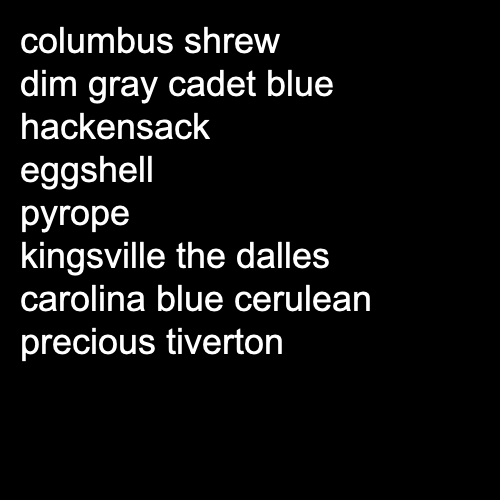 columbus shrew
dim gray cadet blue
hackensack
eggshell
pyrope
kingsville the dalles
carolina blue cerulean
precious tiverton